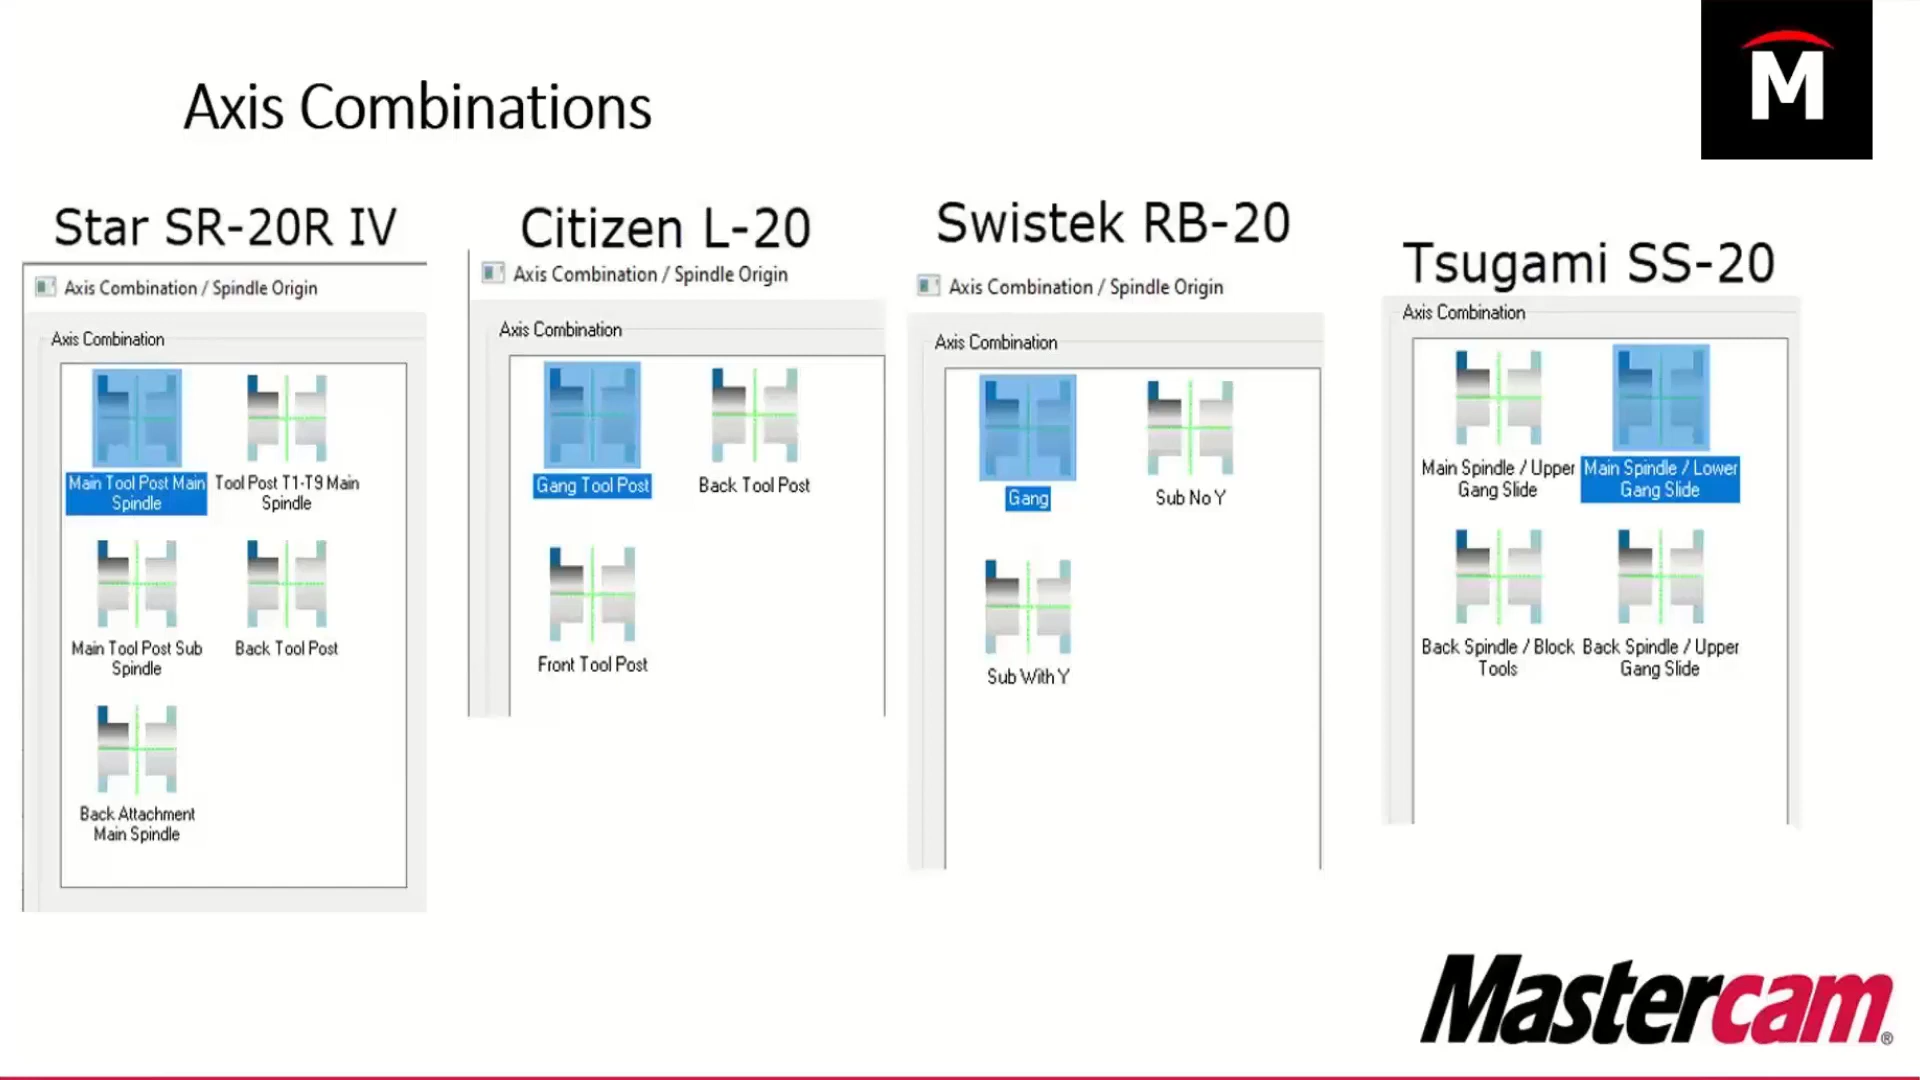 M
Axis Combinations
Star SR-20R IV
Axis Combination / Spindle Origin
Axis Combination
Main Tool Post Main
Spindle
Tool Post T1-T9 Main
Spindle
Main Tool Post Sub
Spindle
Back Tool Post
Back Attachment
Main Spindle
Citizen L-20
Axis Combination / Spindle Origin
Axis Combination
Gang Tool Post
Back Tool Post
Front Tool Post
Swistek RB-20
Axis Combination / Spindle Origin
Axis Combination
Gang
Sub No Y
Sub With Y
Tsugami SS-20
Axis Combination
Main Spindle / Upper
Gang Slide
Main Spindle / Lower
Gang Slide
Back Spindle / Block
Tools
Back Spindle / Upper
Gang Slide
Mastercam®